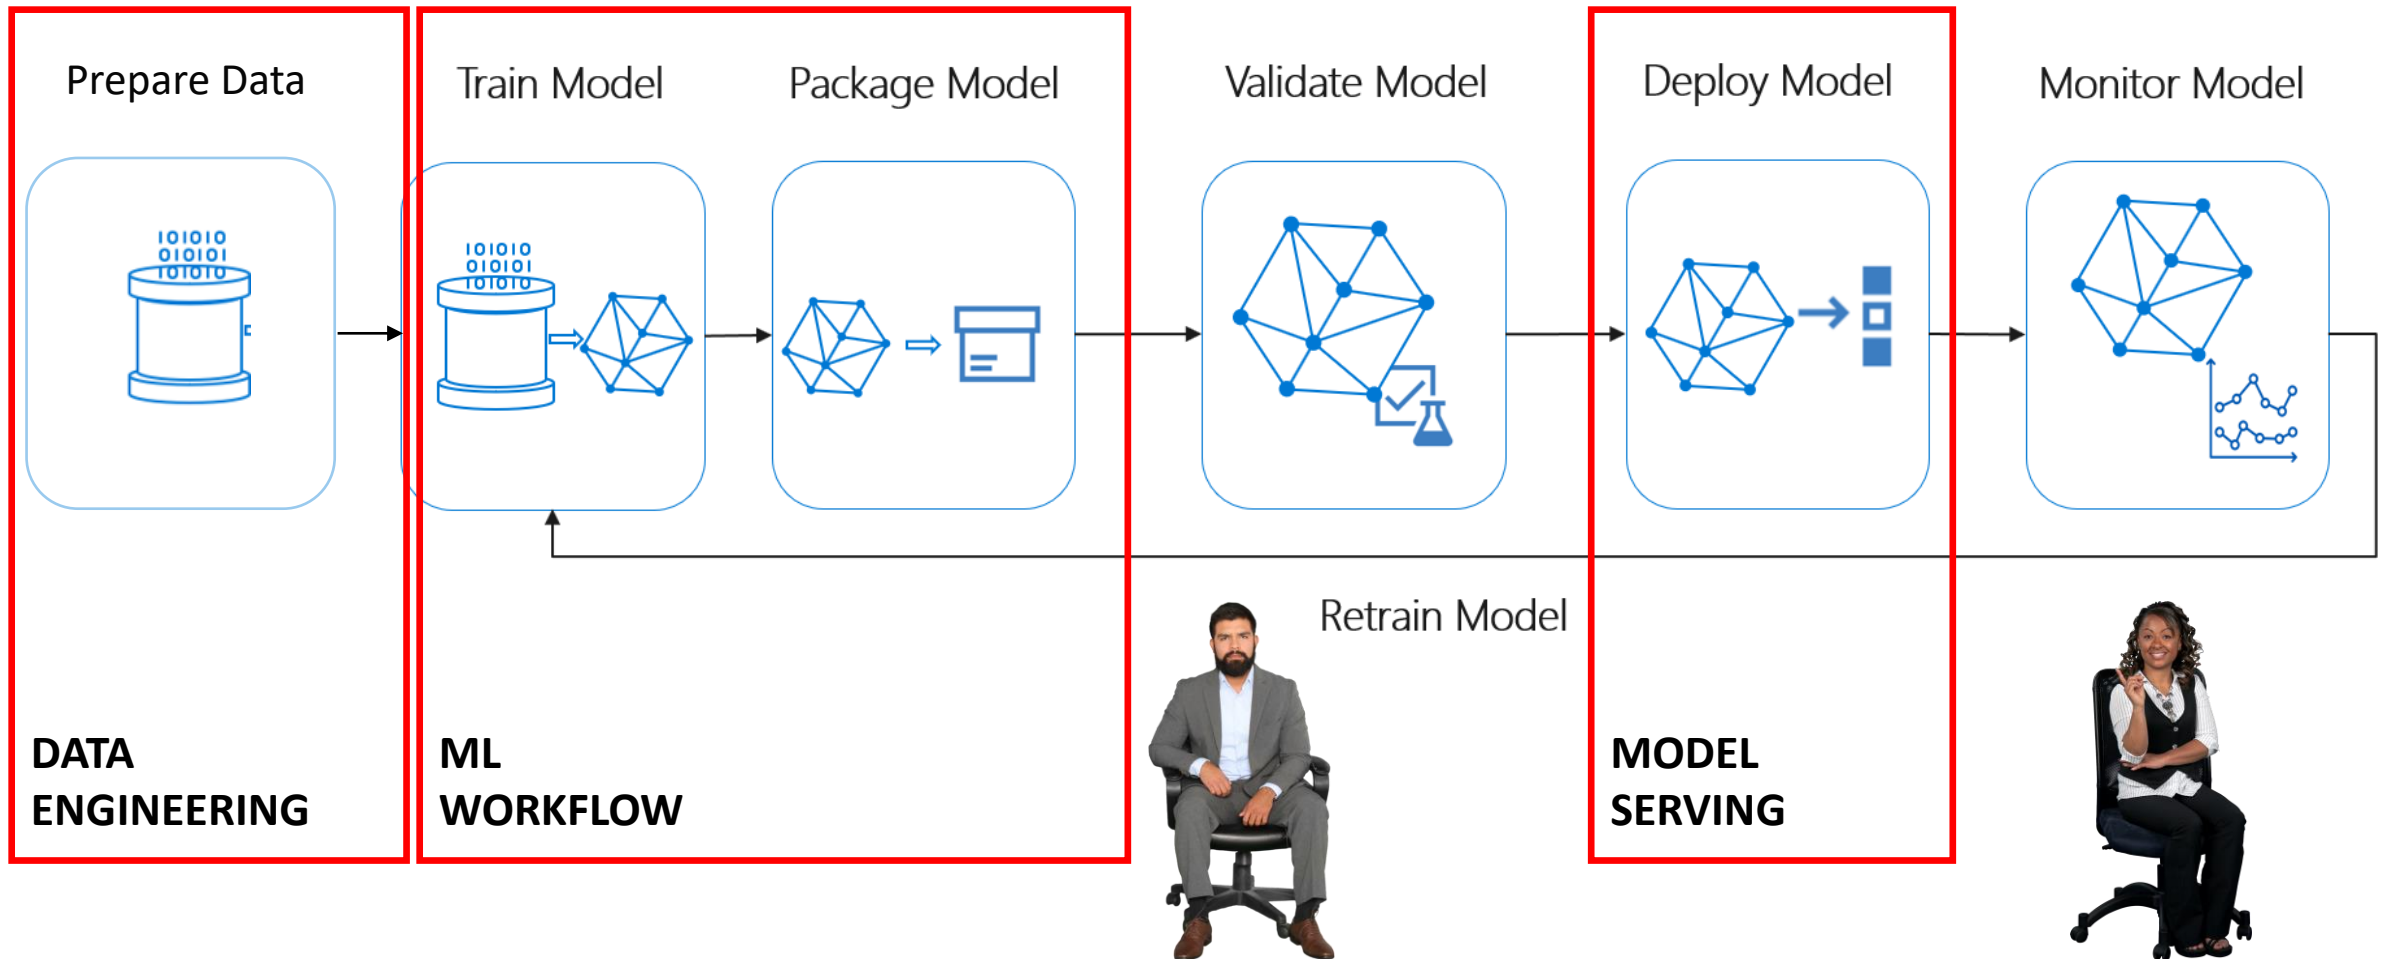 Prepare Data
Train Model
Package Model
Validate Model
Deploy Model
Monitor Model
101010
010101
101010
101010
010101
101010
Retrain Model
DATA
ENGINEERING
ML
WORKFLOW
MODEL
SERVING